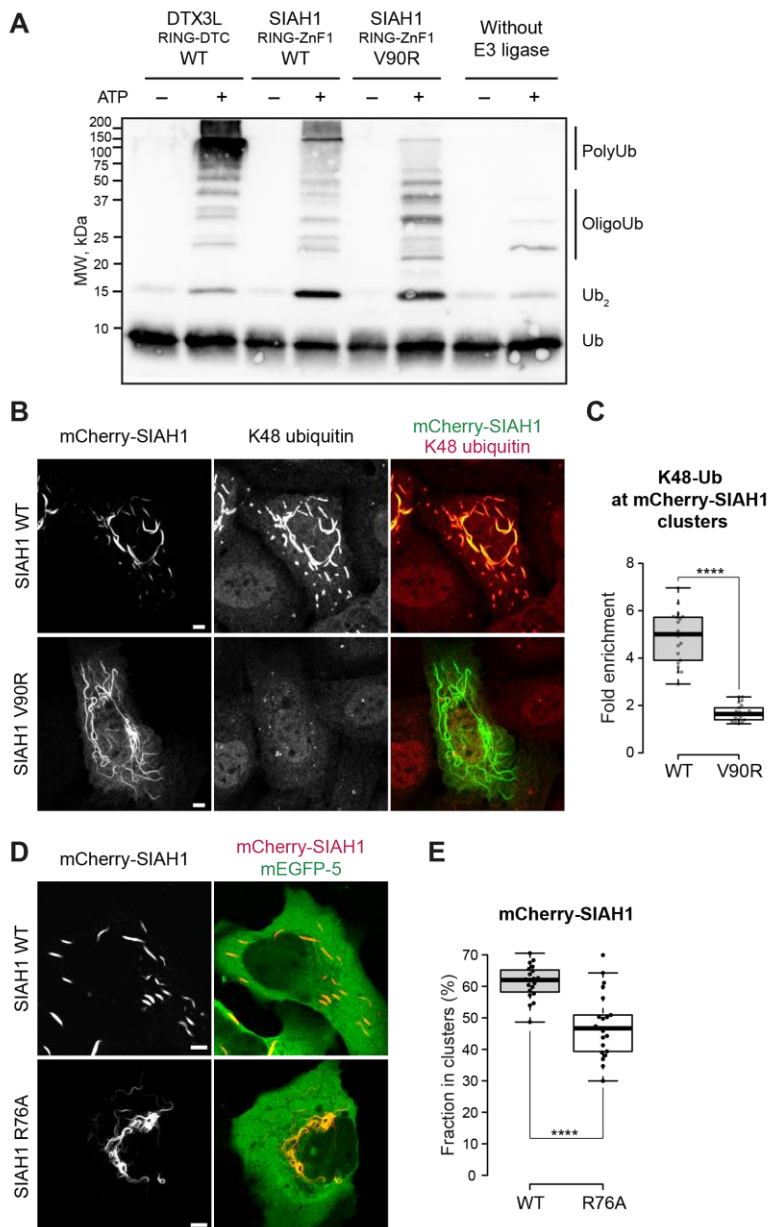 A
DTX3L
RING-DTC
WT
SIAH1
RING-ZnF1
WT
SIAH1
RING-ZnF1
V90R
Without
E3 ligase
ATP
– + – + – + – +
200
150
100
75
50
37
25
20
15
10
MW, kDa
PolyUb
OligoUb
Ub2
Ub
B
mCherry-SIAH1
K48 ubiquitin
mCherry-SIAH1
K48 ubiquitin
SIAH1 WT
SIAH1 V90R
C
K48-Ub
at mCherry-SIAH1
clusters
Fold enrichment
8
6
4
2
0
****
WT V90R
D
mCherry-SIAH1
mCherry-SIAH1
mEGFP-5
SIAH1 WT
SIAH1 R76A
E
mCherry-SIAH1
Fraction in clusters (%)
70
60
50
40
30
20
10
0
****
WT R76A